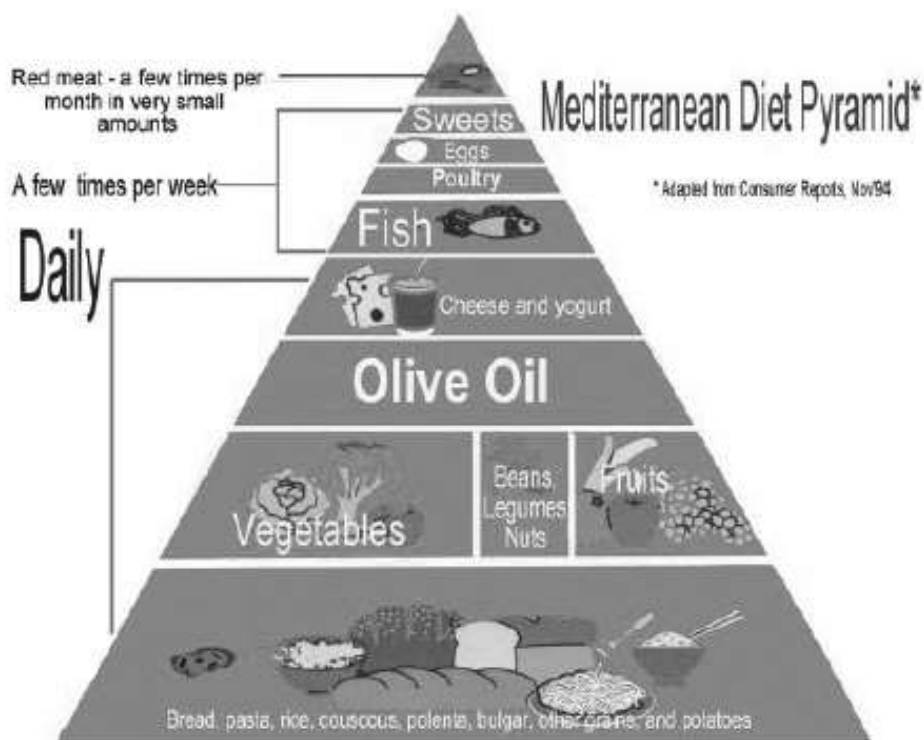 Red meat - a few times per
month in very small
amounts
Mediterranean Diet Pyramid*
* Adapted from Consumer Reports, Nov/94
Sweets
Eggs
Poultry
A few times per week
Fish
Daily
Cheese and yogurt
Olive Oil
Vegetables
Beans,
Legumes
Nuts
Fruits
Bread, pasta, rice, couscous, polenta, bulgar, other grains, and potatoes